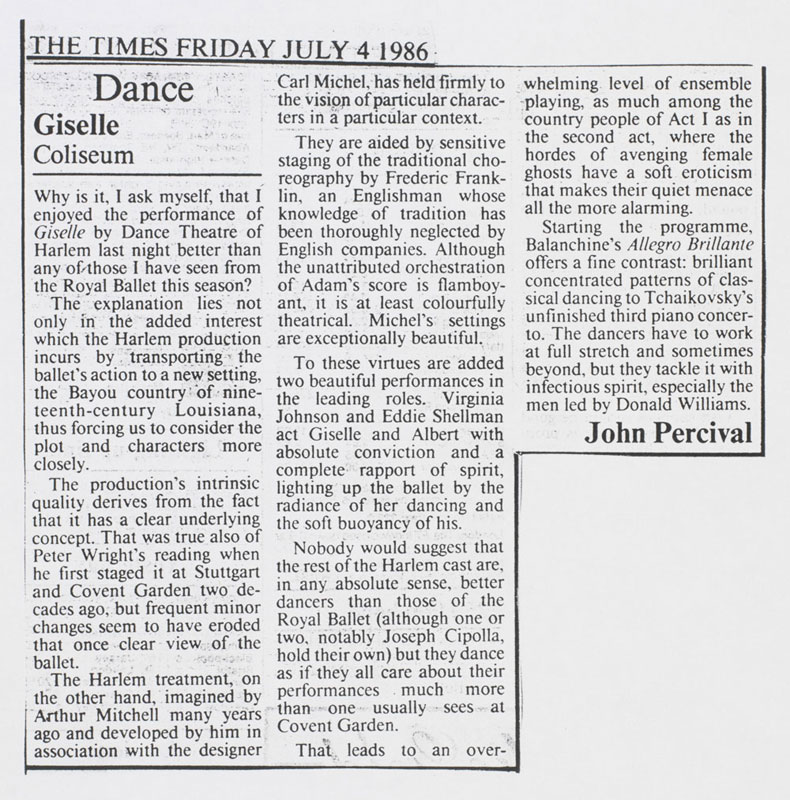 THE TIMES FRIDAY JULY 4 1986
Dance
Giselle
Coliseum
Why is it, I ask myself, that I
enjoyed the performance of
Giselle by Dance Theatre of
Harlem last night better than
any of those I have seen from
the Royal Ballet this season?
The explanation lies not
only in the added interest
which the Harlem production
incurs by transporting the
ballet's action to a new setting,
the Bayou country of nine-
teenth-century Louisiana,
thus forcing us to consider the
plot and characters more
closely.
The production's intrinsic
quality derives from the fact
that it has a clear underlying
concept. That was true also of
Peter Wright's reading when
he first staged it at Stuttgart
and Covent Garden two de-
cades ago, but frequent minor
changes seem to have eroded
that once clear view of the
ballet.
The Harlem treatment, on
the other hand, imagined by
Arthur Mitchell many years
ago and developed by him in
association with the designer
Carl Michel, has held firmly to
the vision of particular charac-
ters in a particular context.
They are aided by sensitive
staging of the traditional cho-
reography by Frederic Frank-
lin, an Englishman whose
knowledge of tradition has
been thoroughly neglected by
English companies. Although
the unattributed orchestration
of Adam's score is flamboy-
ant, it is at least colourfully
theatrical. Michel's settings
are exceptionally beautiful.
To these virtues are added
two beautiful performances in
the leading roles. Virginia
Johnson and Eddie Shellman
act Giselle and Albert with
absolute conviction and a
complete rapport of spirit,
lighting up the ballet by the
radiance of her dancing and
the soft buoyancy of his.
Nobody would suggest that
the rest of the Harlem cast are,
in any absolute sense, better
dancers than those of the
Royal Ballet (although one or
two, notably Joseph Cipolla,
hold their own) but they dance
as if they all care about their
performances much more
than one usually sees at
Covent Garden.
That leads to an over-
whelming level of ensemble
playing, as much among the
country people of Act I as in
the second act, where the
hordes of avenging female
ghosts have a soft eroticism
that makes their quiet menace
all the more alarming.
Starting the programme,
Balanchine's Allegro Brillante
offers a fine contrast: brilliant
concentrated patterns of clas-
sical dancing to Tchaikovsky's
unfinished third piano concer-
to. The dancers have to work
at full stretch and sometimes
beyond, but they tackle it with
infectious spirit, especially the
men led by Donald Williams.
John Percival